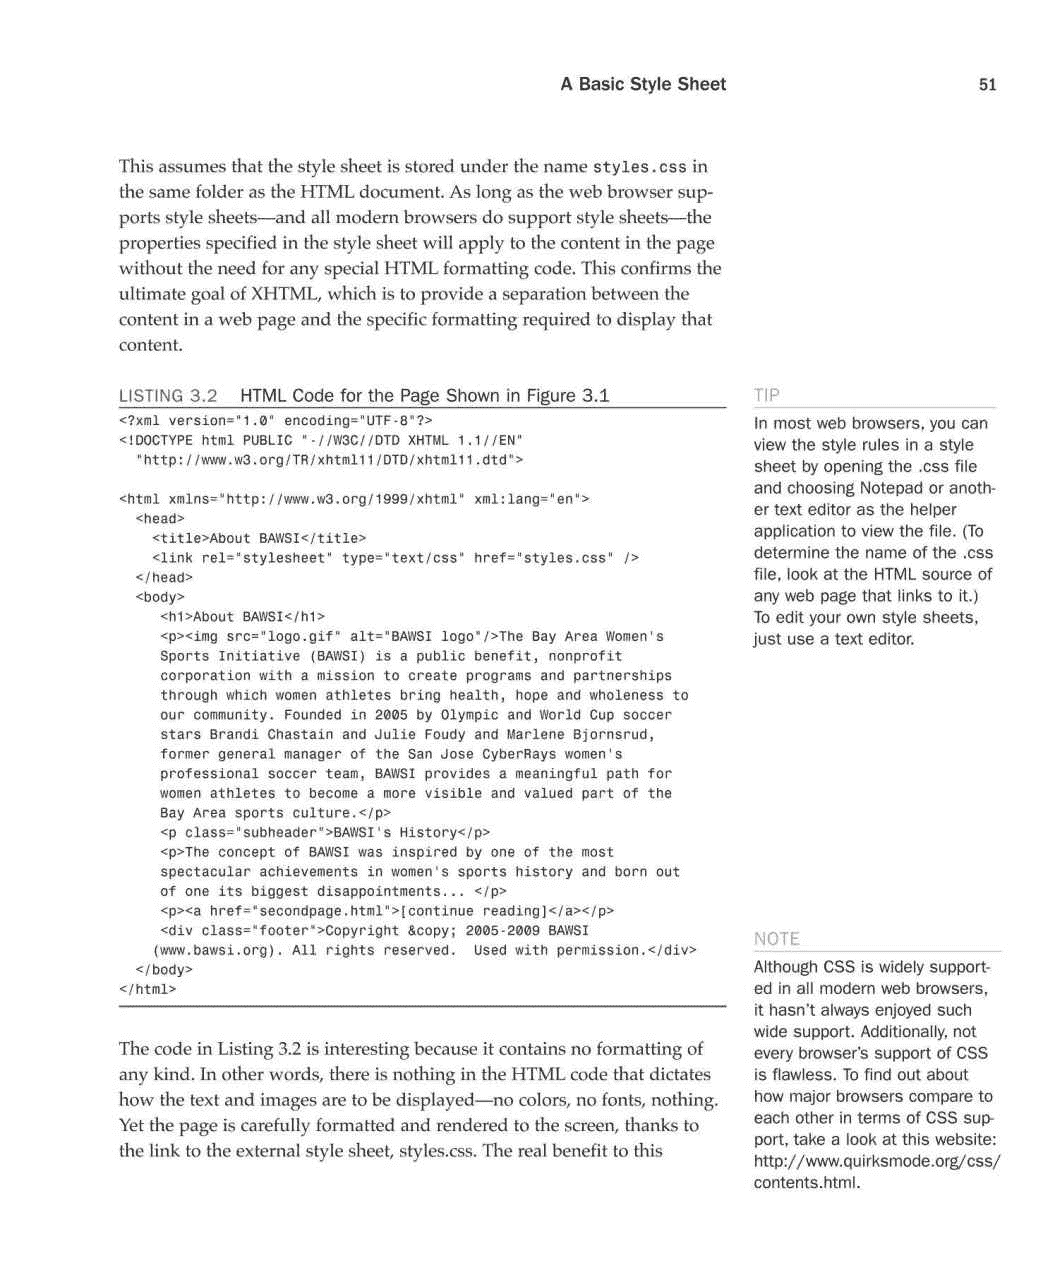 A Basic Style Sheet 51
This assumes that the style sheet is stored under the name styles.css in
the same folder as the HTML document. As long as the web browser sup-
ports style sheets—and all modern browsers do support style sheets—the
properties specified in the style sheet will apply to the content in the page
without the need for any special HTML formatting code. This confirms the
ultimate goal of XHTML, which is to provide a separation between the
content in a web page and the specific formatting required to display that
content.
LISTING 3.2 HTML Code for the Page Shown in Figure 3.1
<?xml version="1.0" encoding="UTF-8"?>
<!DOCTYPE html PUBLIC "-//W3C//DTD XHTML 1.1//EN"
"http://www.w3.org/TR/xhtml11/DTD/xhtml11.dtd">
<html xmlns="http://www.w3.org/1999/xhtml" xml:lang="en">
<head>
<title>About BAWSI</title>
<link rel="stylesheet" type="text/css" href="styles.css" />
</head>
<body>
<h1>About BAWSI</h1>
<p><img src="logo.gif" alt="BAWSI logo"/>The Bay Area Women's
Sports Initiative (BAWSI) is a public benefit, nonprofit
corporation with a mission to create programs and partnerships
through which women athletes bring health, hope and wholeness to
our community. Founded in 2005 by Olympic and World Cup soccer
stars Brandi Chastain and Julie Foudy and Marlene Bjornsrud,
former general manager of the San Jose CyberRays women's
professional soccer team, BAWSI provides a meaningful path for
women athletes to become a more visible and valued part of the
Bay Area sports culture.</p>
<p class="subheader">BAWSI's History</p>
<p>The concept of BAWSI was inspired by one of the most
spectacular achievements in women's sports history and born out
of one its biggest disappointments... </p>
<p><a href="secondpage.html">[continue reading]</a></p>
<div class="footer">Copyright &copy; 2005-2009 BAWSI
(www.bawsi.org). All rights reserved.  Used with permission.</div>
</body>
</html>
The code in Listing 3.2 is interesting because it contains no formatting of
any kind. In other words, there is nothing in the HTML code that dictates
how the text and images are to be displayed—no colors, no fonts, nothing.
Yet the page is carefully formatted and rendered to the screen, thanks to
the link to the external style sheet, styles.css. The real benefit to this
TIP
In most web browsers, you can
view the style rules in a style
sheet by opening the .css file
and choosing Notepad or anoth-
er text editor as the helper
application to view the file. (To
determine the name of the .css
file, look at the HTML source of
any web page that links to it.)
To edit your own style sheets,
just use a text editor.
NOTE
Although CSS is widely support-
ed in all modern web browsers,
it hasn't always enjoyed such
wide support. Additionally, not
every browser's support of CSS
is flawless. To find out about
how major browsers compare to
each other in terms of CSS sup-
port, take a look at this website:
http://www.quirksmode.org/css/
contents.html.